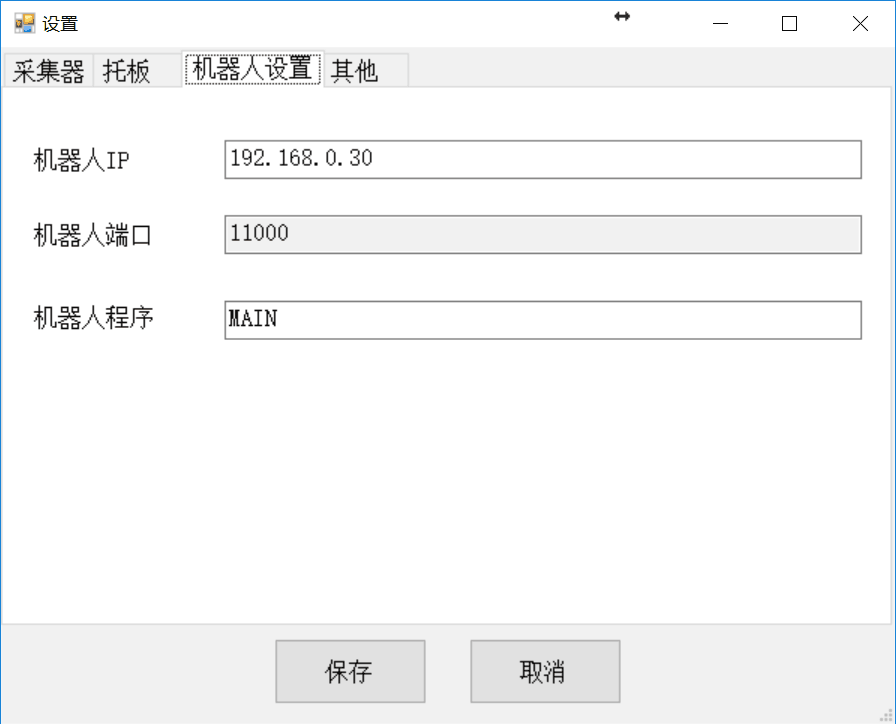 设置
采集器 托板 机器人设置 其他
机器人IP 192.168.0.30
机器人端口 11000
机器人程序 MAIN
保存 取消